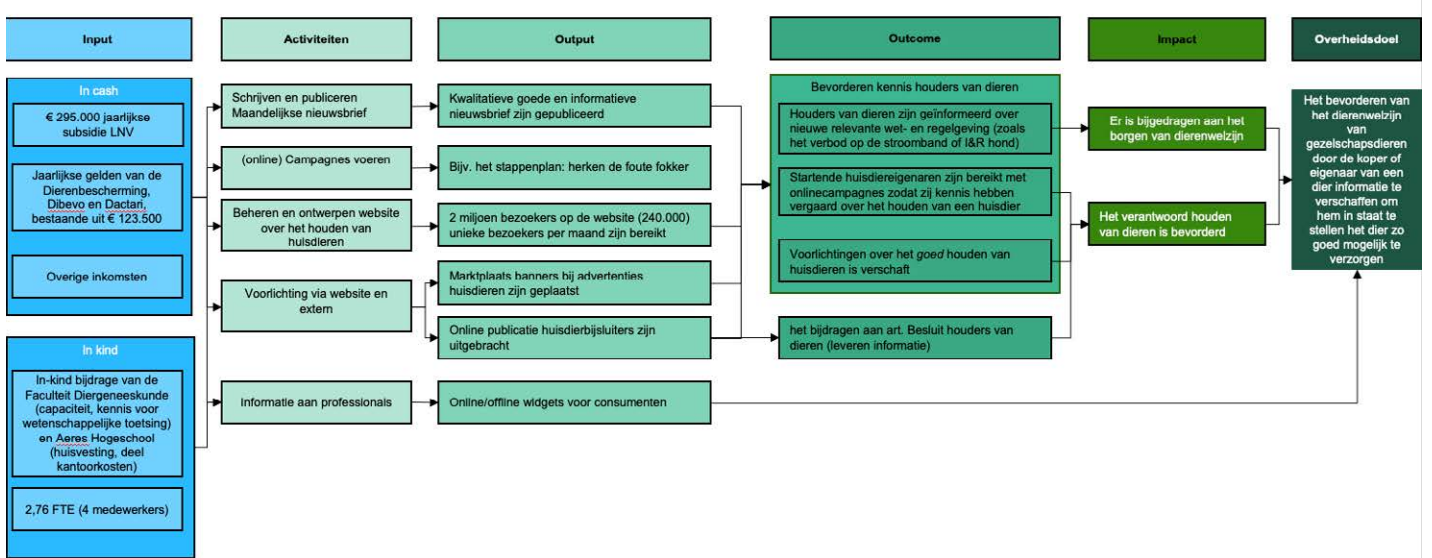 Input
Activiteiten
Output
Outcome
Impact
Overheidsdoel
In cash
€ 295.000 jaarlijkse
subsidie LNV
Jaarlijkse gelden van de
Dierenbescherming,
Dibevo en Dactari,
bestaande uit € 123.500
Overige inkomsten
In kind
In-kind bijdrage van de
Faculteit Diergeneeskunde
(capaciteit, kennis voor
wetenschappelijke toetsing)
en Aeres Hogeschool
(huisvesting, deel
kantoorkosten)
2,76 FTE (4 medewerkers)
Schrijven en publiceren
Maandelijkse nieuwsbrief
(online) Campagnes voeren
Beheren en ontwerpen website
over het houden van
huisdieren
Voorlichting via website en
extern
Informatie aan professionals
Kwalitatieve goede en informatieve
nieuwsbrief zijn gepubliceerd
Bijv. het stappenplan: herken de foute fokker
2 miljoen bezoekers op de website (240.000)
unieke bezoekers per maand zijn bereikt
Marktplaats banners bij advertenties
huisdieren zijn geplaatst
Online publicatie huisdierbijsluiters zijn
uitgebracht
Online/offline widgets voor consumenten
Bevorderen kennis houders van dieren
Houders van dieren zijn geïnformeerd over
nieuwe relevante wet- en regelgeving (zoals
het verbod op de stroomband of I&R hond)
Startende huisdiereigenaren zijn bereikt met
onlinecampagnes zodat zij kennis hebben
vergaard over het houden van een huisdier
Voorlichtingen over het goed houden van
huisdieren is verschaft
het bijdragen aan art. Besluit houders van
dieren (leveren informatie)
Er is bijgedragen aan het
borgen van dierenwelzijn
Het verantwoord houden
van dieren is bevorderd
Het bevorderen van
het dierenwelzijn
van
gezelschapsdieren
door de koper of
eigenaar van een
dier informatie te
verschaffen om
hem in staat te
stellen het dier zo
goed mogelijk te
verzorgen